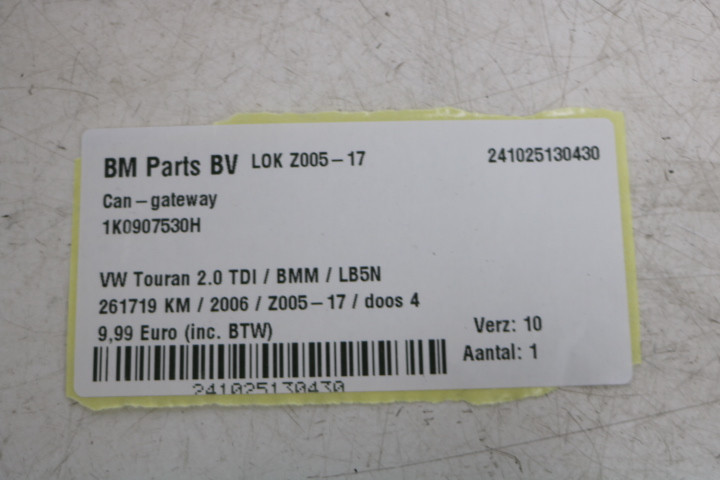 BM Parts BV LOK Z005-17 241025130430
Can-gateway
1K0907530H
VW Touran 2.0 TDI / BMM / LB5N
261719 KM / 2006 / Z005-17 / doos 4
9,99 Euro (inc. BTW) Verz: 10
Aantal: 1
241025130430